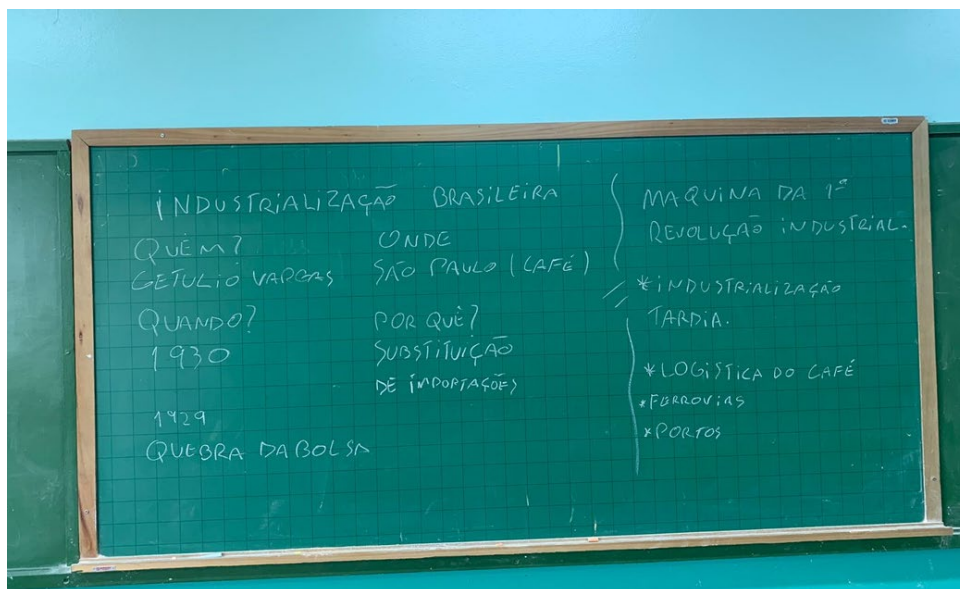 INDUSTRIALIZAÇÃO BRASILEIRA
QUÊM?
GETULIO VARGAS
QUANDO?
1930
1929
QUEBRA DA BOLSA
ONDE
SÃO PAULO (CAFÉ)
POR QUÊ?
SUBSTITUIÇÃO
DE IMPORTAÇÕES
MAQUINA DA 1ª
REVOLUÇÃO INDUSTRIAL.
*INDUSTRIALIZAÇÃO
TARDIA.
*LOGISTICA DO CAFÉ
*FERROVIAS
*PORTOS